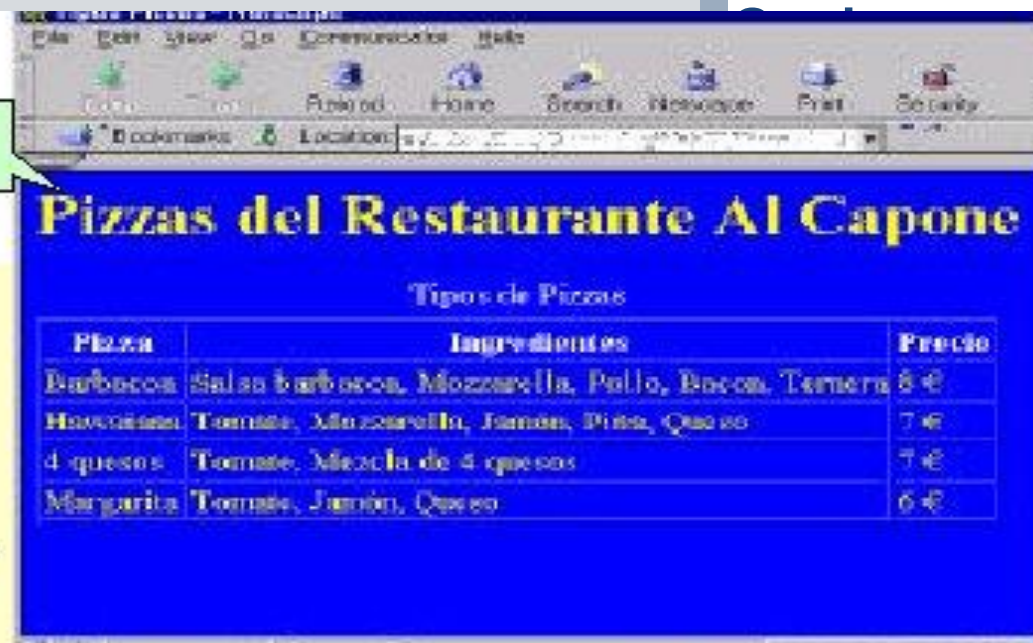 File Edit View Go Communicator Help
Reload Home Search Netscape Print Security
Bookmarks Location:
Pizzas del Restaurante Al Capone
Tipos de Pizzas
Pizza Ingredientes Precio
Barbacoa Salsa barbacoa, Mozzarella, Pollo, Bacon, Ternera 8 €
Hawaiana Tomate, Mozzarella, Jamón, Piña, Queso 7 €
4 quesos Tomate, Mezcla de 4 quesos 7 €
Margarita Tomate, Jamón, Queso 6 €